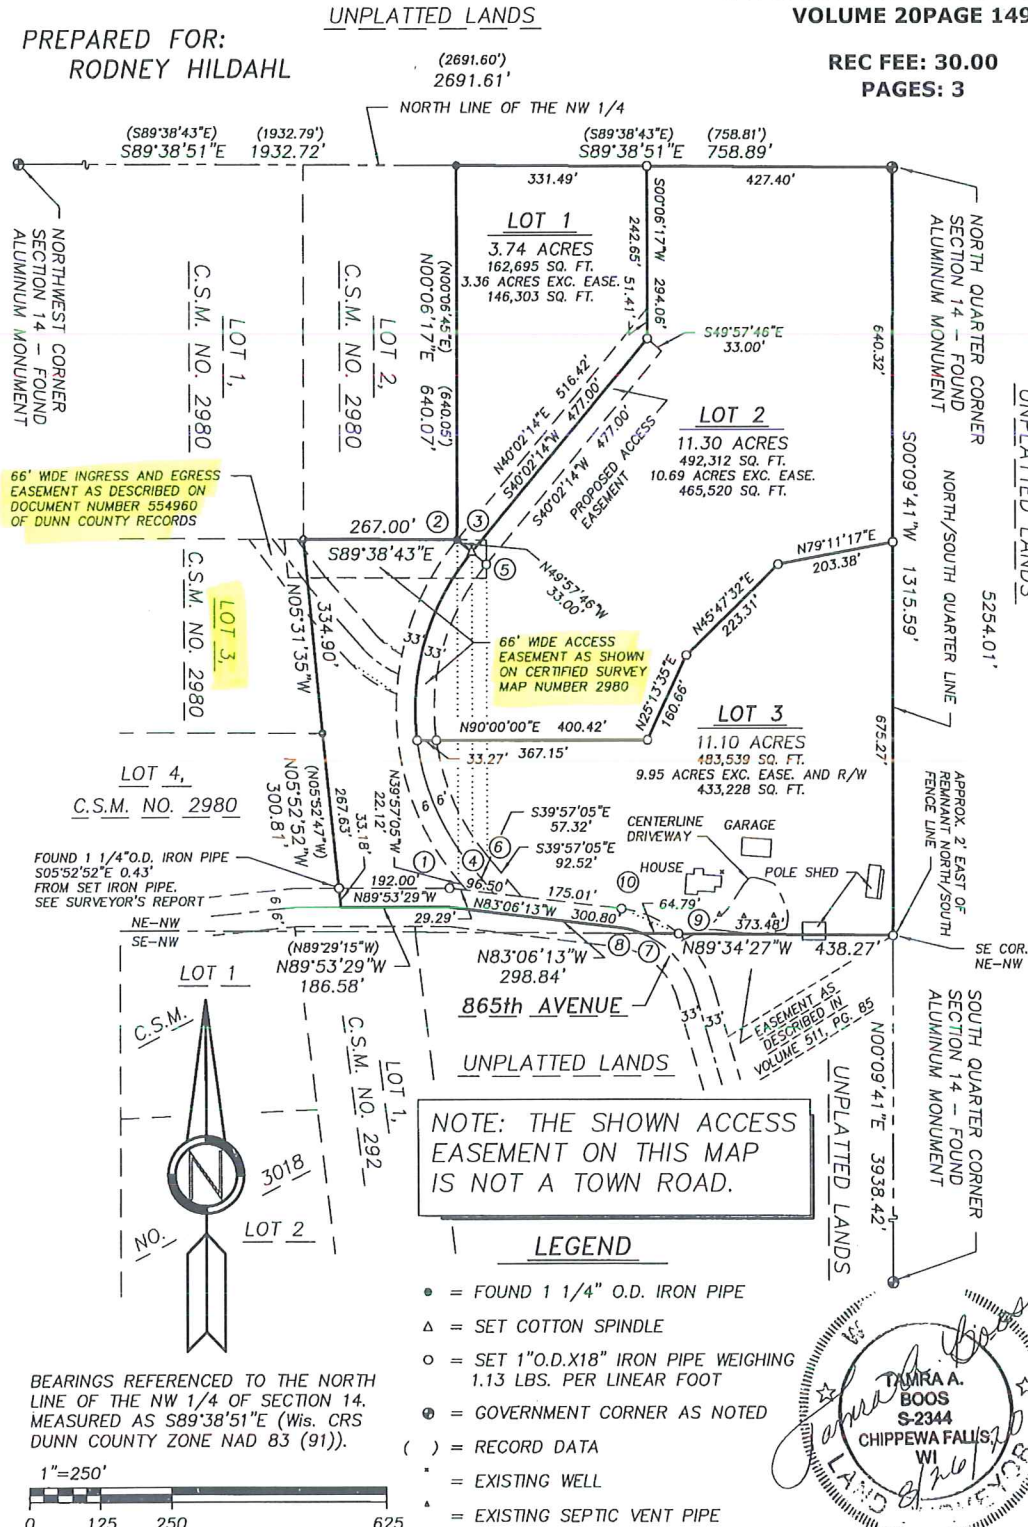 UNPLATTED LANDS
VOLUME 20PAGE 149
PREPARED FOR:
RODNEY HILDAHL
REC FEE: 30.00
PAGES: 3
(2691.60')
2691.61'
NORTH LINE OF THE NW 1/4
(S89°38'43"E) (1932.79')
S89°38'51"E 1932.72'
(S89°38'43"E) (758.81')
S89°38'51"E 758.89'
331.49'
427.40'
NORTHWEST CORNER
SECTION 14 - FOUND
ALUMINUM MONUMENT
LOT 1,
C.S.M. NO. 2980
LOT 2,
C.S.M. NO. 2980
(N00°06'45"E) (640.05')
N00°06'17"E 640.07'
LOT 1
3.74 ACRES
162,695 SQ. FT.
3.36 ACRES EXC. EASE.
146,303 SQ. FT.
S00°06'17"W 294.06'
242.65' 51.41'
S49°57'46"E
33.00'
NORTH QUARTER CORNER
SECTION 14 - FOUND
ALUMINUM MONUMENT
640.32'
UNPLATTED LANDS
N40°02'14"E 516.42'
S40°02'14"W 477.00'
S40°02'14"W 477.00'
PROPOSED ACCESS
EASEMENT
LOT 2
11.30 ACRES
492,312 SQ. FT.
10.69 ACRES EXC. EASE.
465,520 SQ. FT.
S00°09'41"W 1315.59'
NORTH/SOUTH QUARTER LINE
5254.01'
66' WIDE INGRESS AND EGRESS
EASEMENT AS DESCRIBED ON
DOCUMENT NUMBER 554960
OF DUNN COUNTY RECORDS
267.00'
S89°38'43"E
2
3
5
N49°57'46"W
33.00'
N79°11'17"E
203.38'
N45°47'32"E
223.31'
N25°13'35"E
160.66'
LOT 3,
C.S.M. NO. 2980
334.90'
N05°31'35"W
33'
33'
66' WIDE ACCESS
EASEMENT AS SHOWN
ON CERTIFIED SURVEY
MAP NUMBER 2980
N90°00'00"E 400.42'
33.27' 367.15'
LOT 3
11.10 ACRES
483,539 SQ. FT.
9.95 ACRES EXC. EASE. AND R/W
433,228 SQ. FT.
675.27'
LOT 4,
C.S.M. NO. 2980
(N05°52'47"W)
N05°52'52"W
300.81'
267.63'
33.18'
N39°57'05"W
22.12'
6 6'
S39°57'05"E
57.32'
S39°57'05"E
92.52'
CENTERLINE
DRIVEWAY
GARAGE
HOUSE
POLE SHED
APPROX. 2' EAST OF
REMNANT NORTH/SOUTH
FENCE LINE
FOUND 1 1/4"O.D. IRON PIPE
S05°52'52"E 0.43'
FROM SET IRON PIPE.
SEE SURVEYOR'S REPORT
1
4
6
10
192.00'
N89°53'29"W
96.50'
175.01'
29.29'
N83°06'13"W
300.80'
64.79'
9
373.48'
6 6'
NE-NW
SE-NW
(N89°29'15"W)
N89°53'29"W
186.58'
N83°06'13"W
298.84'
8
7
N89°34'27"W 438.27'
SE COR.
NE-NW
865th AVENUE
33'
33'
EASEMENT AS
DESCRIBED IN
VOLUME 511, PG. 85
LOT 1
C.S.M.
NO.
3018
LOT 2
LOT 1,
C.S.M. NO. 292
UNPLATTED LANDS
UNPLATTED LANDS
N00°09'41"E 3938.42'
SOUTH QUARTER CORNER
SECTION 14 - FOUND
ALUMINUM MONUMENT
N
NOTE: THE SHOWN ACCESS
EASEMENT ON THIS MAP
IS NOT A TOWN ROAD.
LEGEND
= FOUND 1 1/4" O.D. IRON PIPE
= SET COTTON SPINDLE
= SET 1"O.D.X18" IRON PIPE WEIGHING
1.13 LBS. PER LINEAR FOOT
= GOVERNMENT CORNER AS NOTED
( ) = RECORD DATA
= EXISTING WELL
= EXISTING SEPTIC VENT PIPE
BEARINGS REFERENCED TO THE NORTH
LINE OF THE NW 1/4 OF SECTION 14.
MEASURED AS S89°38'51"E (Wis. CRS
DUNN COUNTY ZONE NAD 83 (91)).
1"=250'
0 125 250 625
Tamra A. Boos
TAMRA A.
BOOS
S-2344
CHIPPEWA FALLS,
WI
LAND